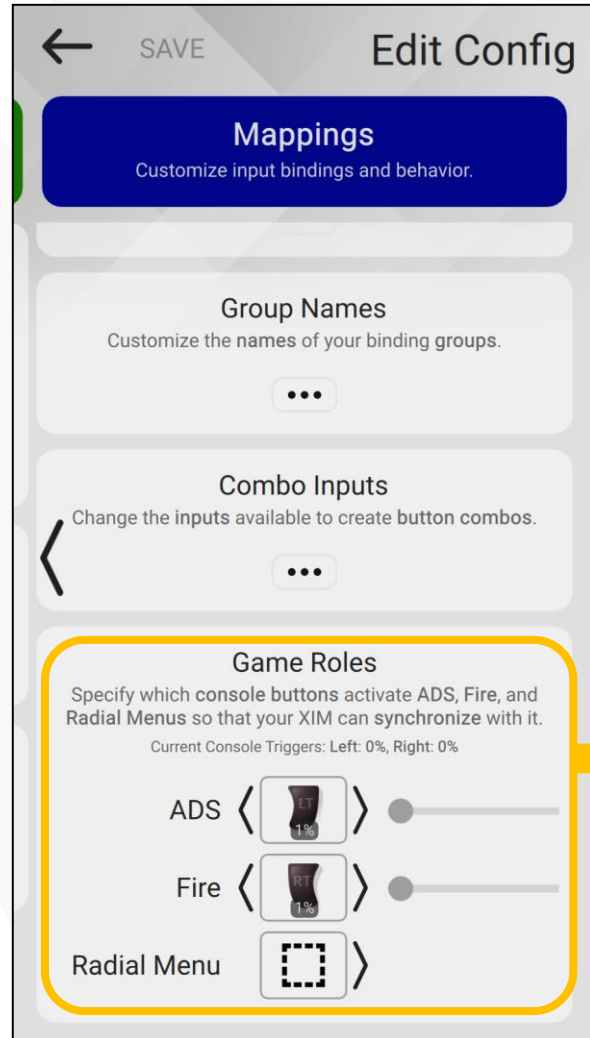 SAVE
Edit Config
Mappings
Customize input bindings and behavior.
Group Names
Customize the names of your binding groups.
Combo Inputs
Change the inputs available to create button combos.
Game Roles
Specify which console buttons activate ADS, Fire, and
Radial Menus so that your XIM can synchronize with it.
Current Console Triggers: Left: 0%, Right: 0%
ADS
LT
1%
Fire
RT
1%
Radial Menu